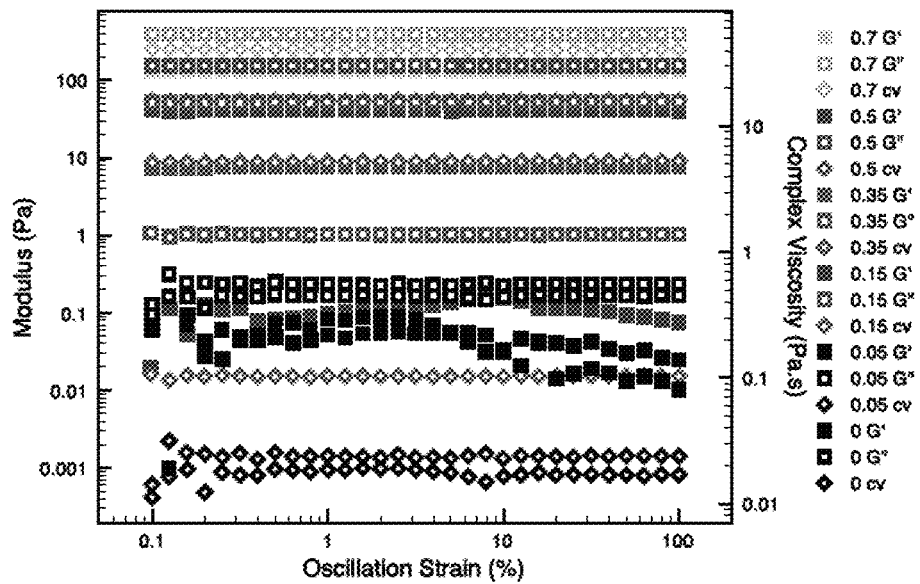 Modulus (Pa)
100
10
1
0.1
0.01
0.001
0.1
1
10
100
Oscillation Strain (%)
10
1
0.1
0.01
Complex Viscosity (Pa.s)
0.7 G'
0.7 G"
0.7 cv
0.5 G'
0.5 G"
0.5 cv
0.35 G'
0.35 G"
0.35 cv
0.15 G'
0.15 G"
0.15 cv
0.05 G'
0.05 G"
0.05 cv
0 G'
0 G"
0 cv